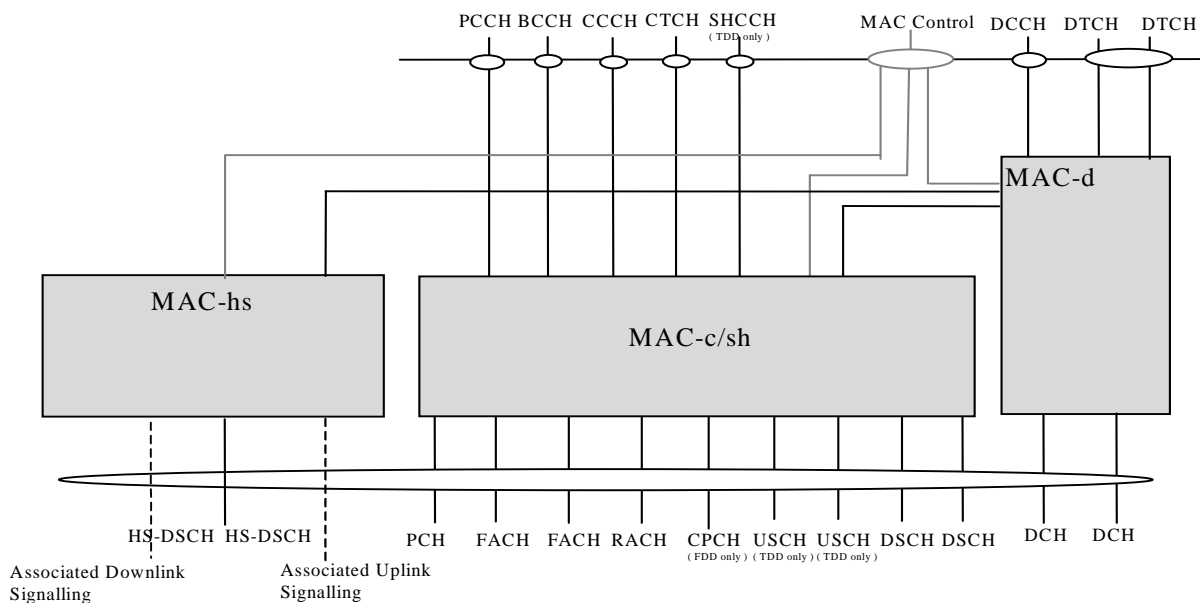 PCCH BCCH CCCH CTCH SHCCH MAC Control DCCH DTCH DTCH
( TDD only )
MAC-d
MAC-hs
MAC-c/sh
HS-DSCH HS-DSCH PCH FACH FACH RACH CPCH USCH USCH DSCH DSCH DCH DCH
( FDD only ) ( TDD only ) ( TDD only )
Associated Downlink
Signalling
Associated Uplink
Signalling